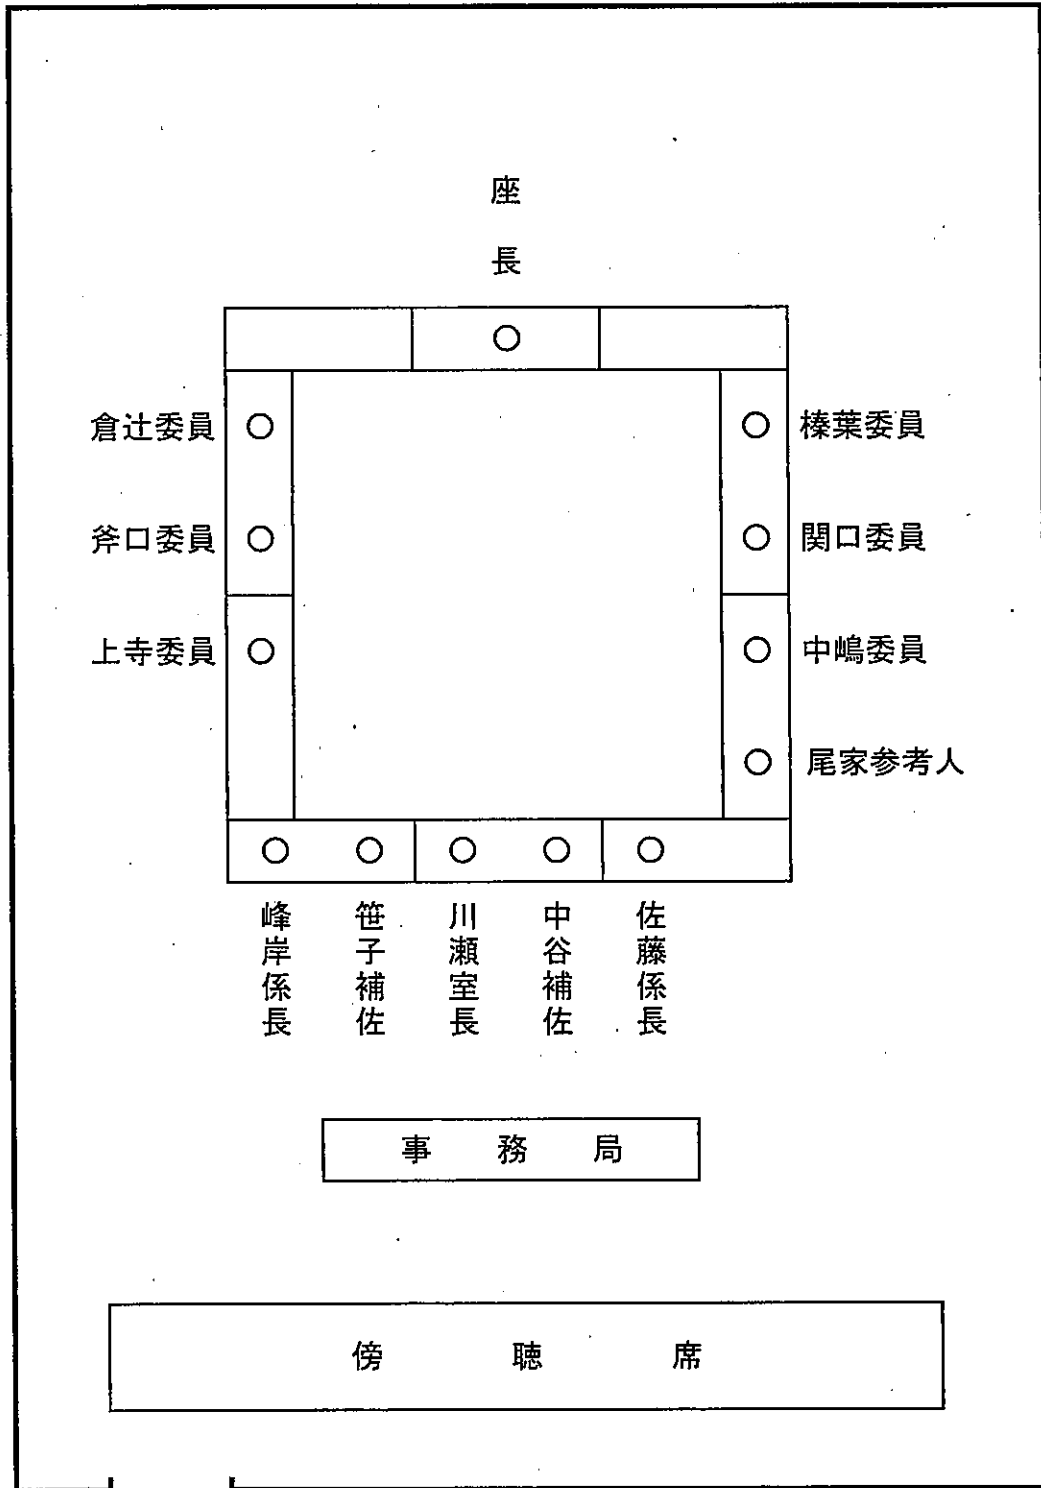 座長
倉辻委員
榛葉委員
斧口委員
関口委員
上寺委員
中嶋委員
尾家参考人
峰岸係長
笹子補佐
川瀬室長
中谷補佐
佐藤係長
事務局
傍聴席